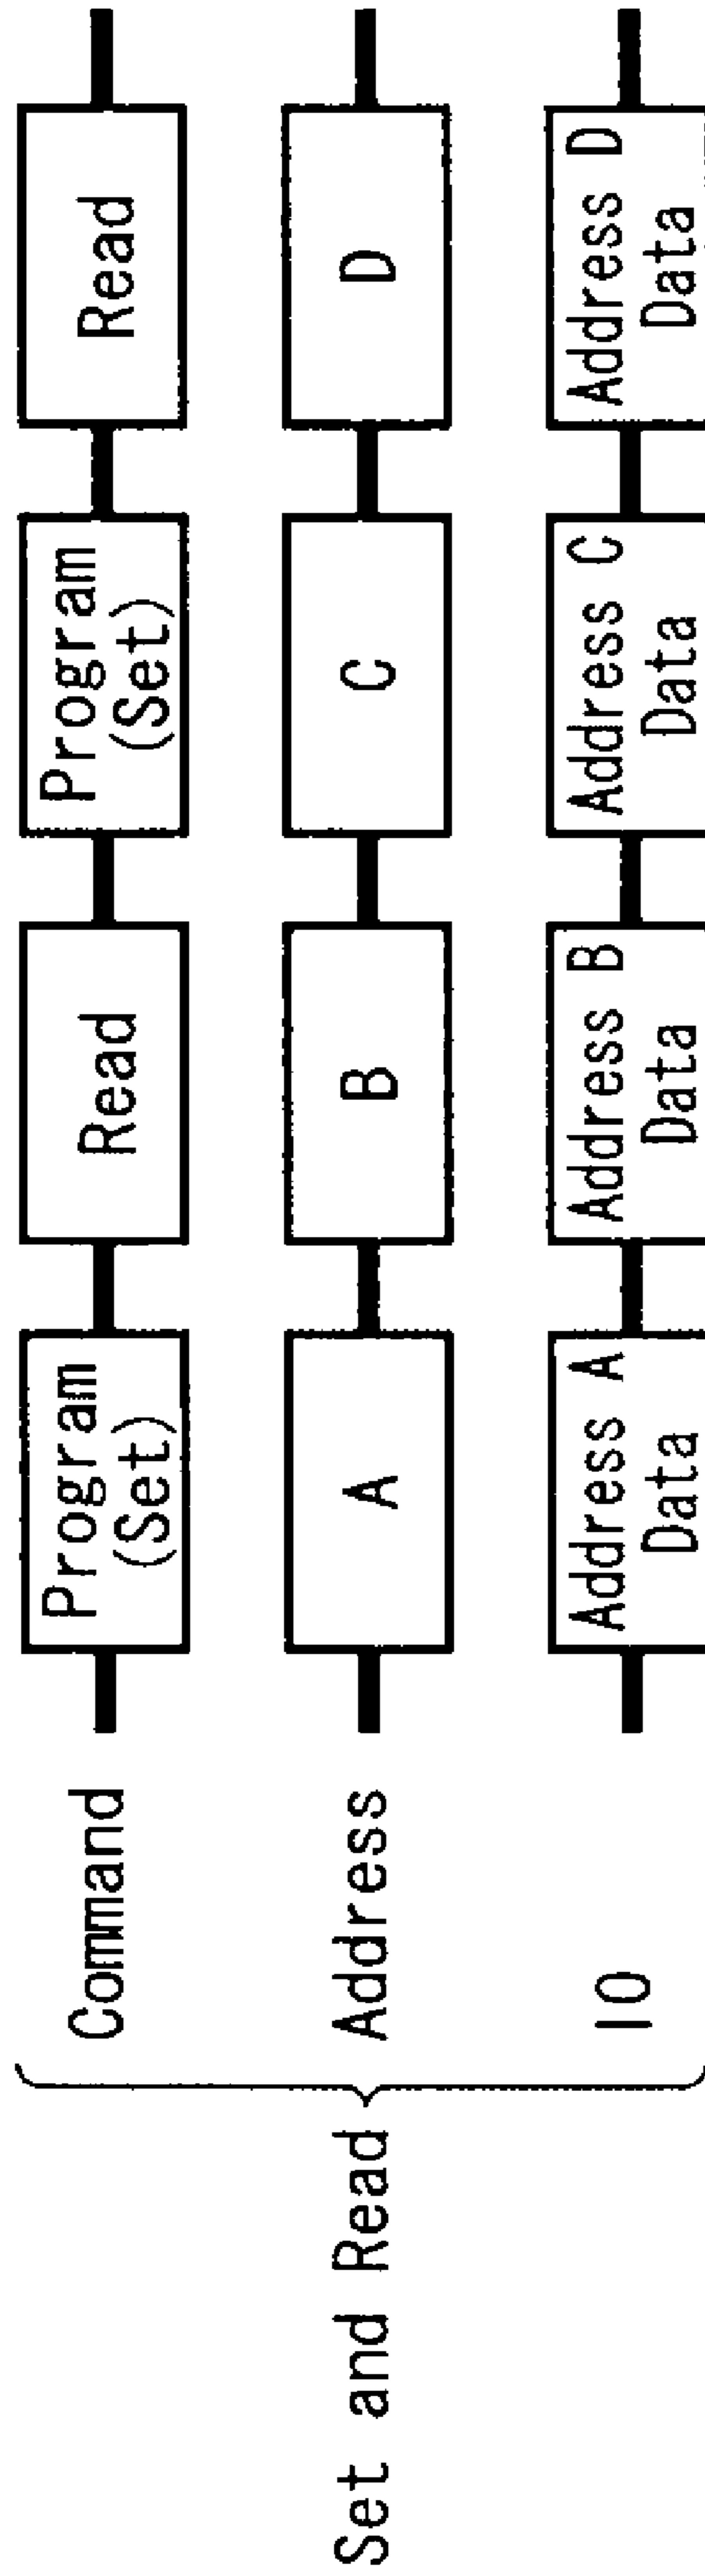 Set and Read
Command
Program
(Set)
Read
Program
(Set)
Read
Address
A
B
C
D
IO
Address A
Data
Address B
Data
Address C
Data
Address D
Data